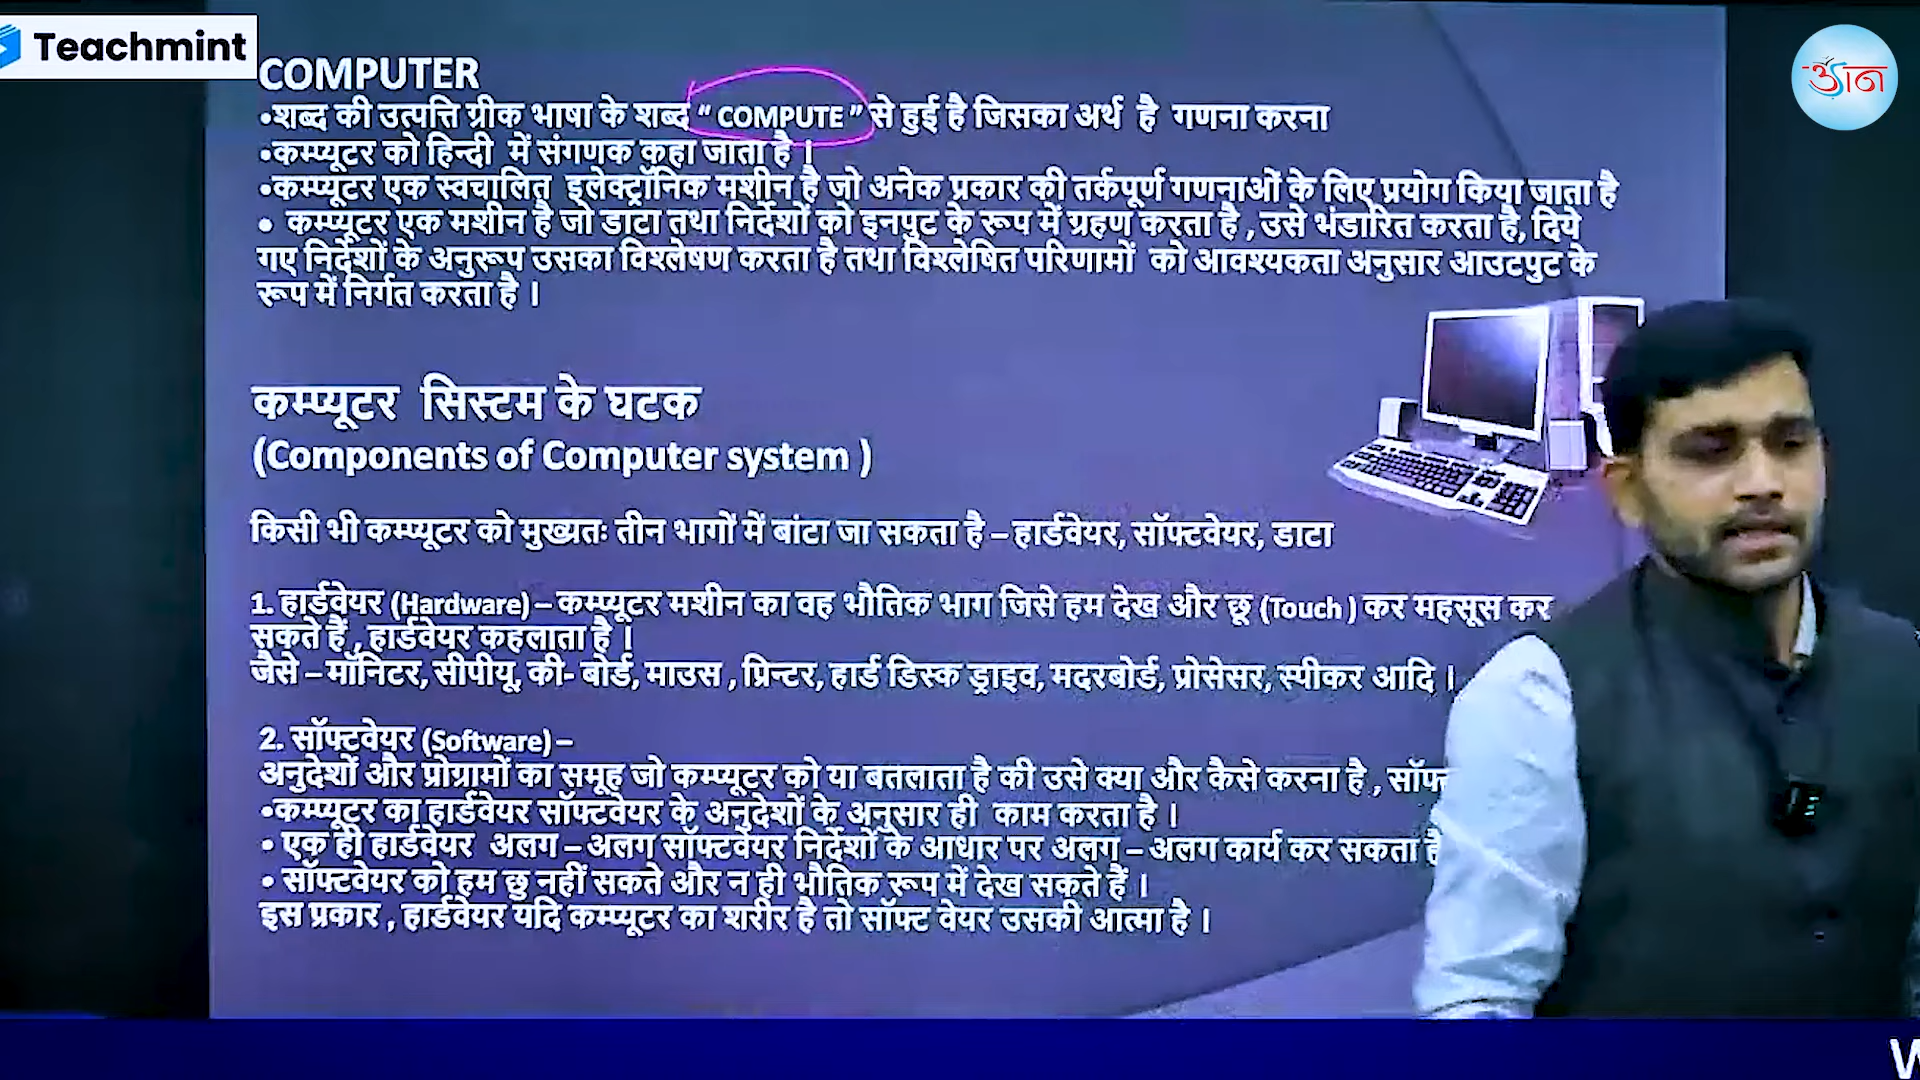 Teachmint
उड़ान
COMPUTER
•शब्द की उत्पत्ति ग्रीक भाषा के शब्द “ COMPUTE ” से हुई है जिसका अर्थ है गणना करना
•कम्प्यूटर को हिन्दी में संगणक कहा जाता है ।
•कम्प्यूटर एक स्वचालित इलेक्ट्रॉनिक मशीन है जो अनेक प्रकार की तर्कपूर्ण गणनाओं के लिए प्रयोग किया जाता है
• कम्प्यूटर एक मशीन है जो डाटा तथा निर्देशों को इनपुट के रूप में ग्रहण करता है , उसे भंडारित करता है, दिये
गए निर्देशों के अनुरूप उसका विश्लेषण करता है तथा विश्लेषित परिणामों को आवश्यकता अनुसार आउटपुट के
रूप में निर्गत करता है ।
कम्प्यूटर सिस्टम के घटक
(Components of Computer system )
किसी भी कम्प्यूटर को मुख्यतः तीन भागों में बांटा जा सकता है – हार्डवेयर, सॉफ्टवेयर, डाटा
1. हार्डवेयर (Hardware) – कम्प्यूटर मशीन का वह भौतिक भाग जिसे हम देख और छू (Touch ) कर महसूस कर
सकते हैं , हार्डवेयर कहलाता है ।
जैसे – मॉनिटर, सीपीयू, की- बोर्ड, माउस , प्रिन्टर, हार्ड डिस्क ड्राइव, मदरबोर्ड, प्रोसेसर, स्पीकर आदि ।
2. सॉफ्टवेयर (Software) –
अनुदेशों और प्रोग्रामों का समूह जो कम्प्यूटर को या बतलाता है की उसे क्या और कैसे करना है ,
•कम्प्यूटर का हार्डवेयर सॉफ्टवेयर के अनुदेशों के अनुसार ही काम करता है ।
• एक ही हार्डवेयर अलग – अलग सॉफ्टवेयर निर्देशों के आधार पर अलग – अलग कार्य कर सकता है
• सॉफ्टवेयर को हम छु नहीं सकते और न ही भौतिक रूप में देख सकते हैं ।
इस प्रकार , हार्डवेयर यदि कम्प्यूटर का शरीर है तो सॉफ्ट वेयर उसकी आत्मा है ।